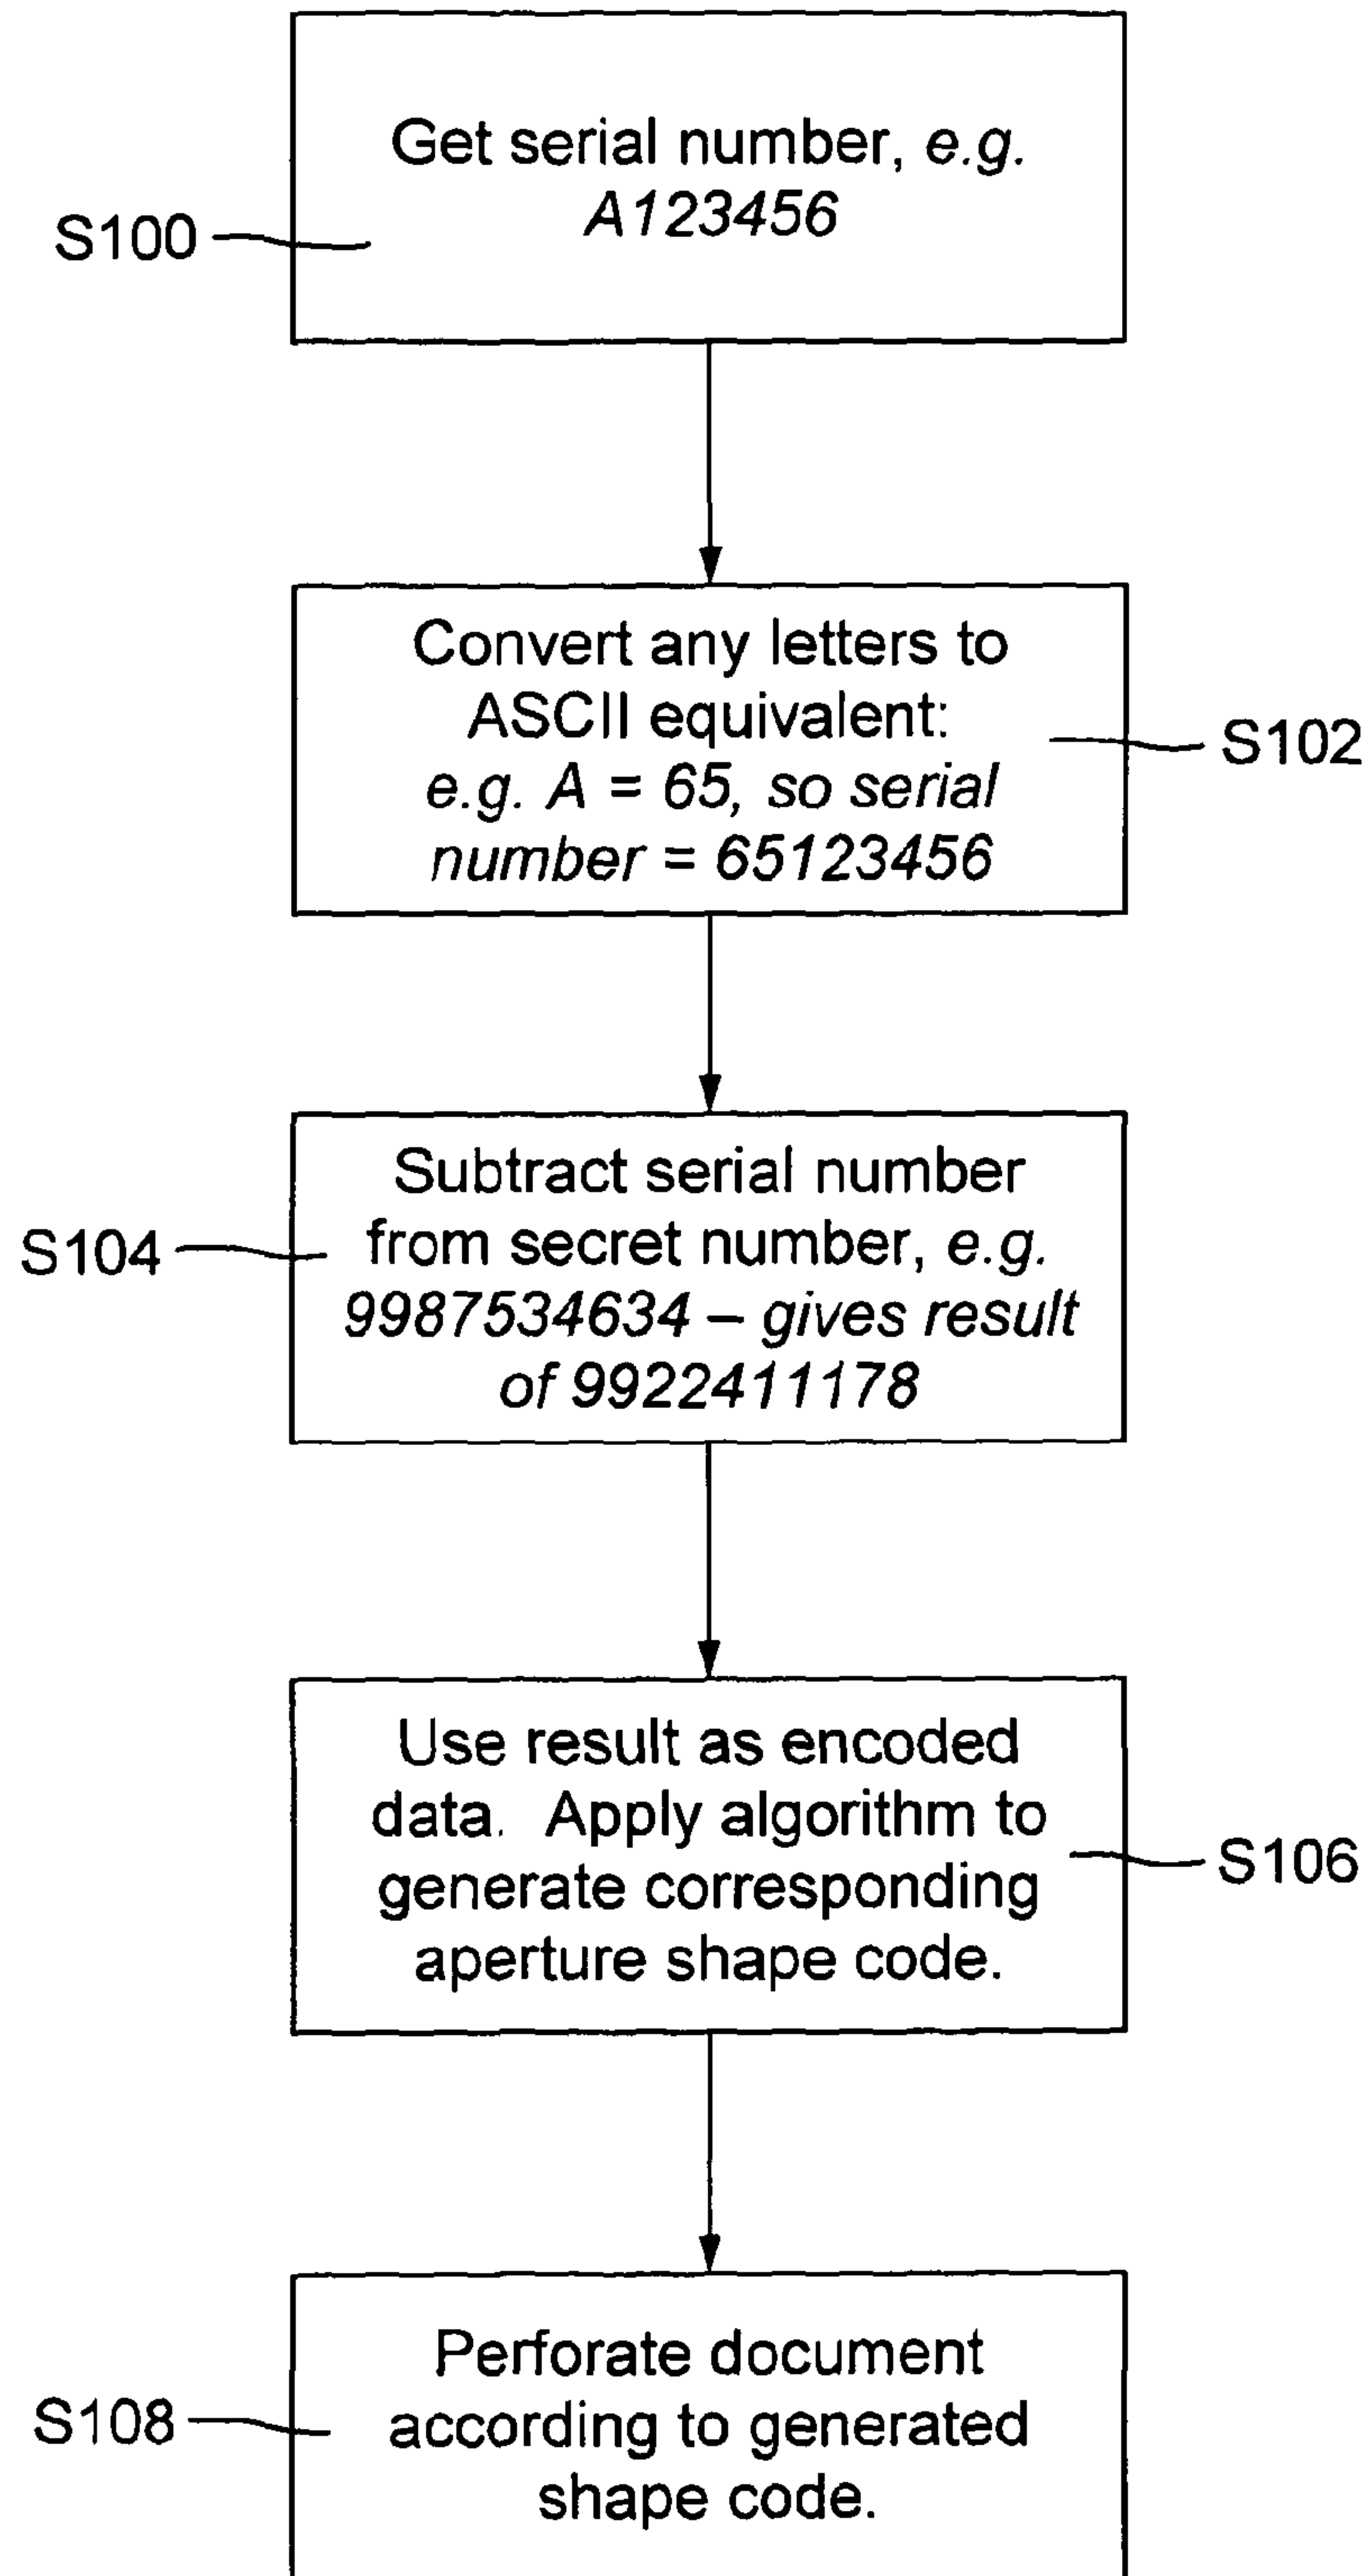 Get serial number, e.g.
A123456
S100
Convert any letters to
ASCII equivalent:
e.g. A = 65, so serial
number = 65123456
S102
Subtract serial number
from secret number, e.g.
9987534634 – gives result
of 9922411178
S104
Use result as encoded
data. Apply algorithm to
generate corresponding
aperture shape code.
S106
Perforate document
according to generated
shape code.
S108